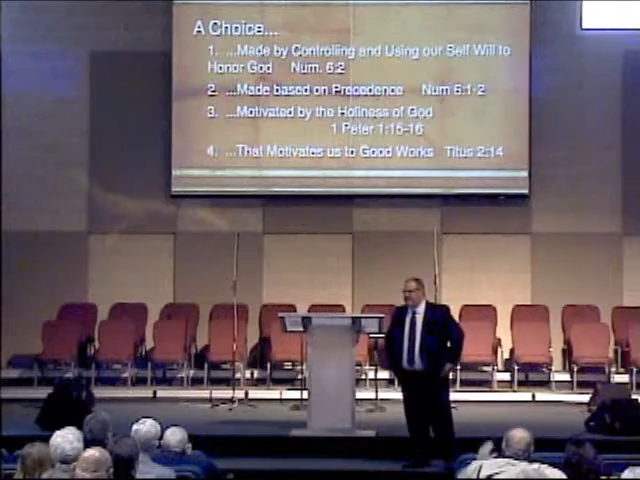 A Choice...
1. ...Made by Controlling and Using our Self Will to
Honor God Num. 6:2
2. ...Made based on Precedence Num 6:1-2
3. ...Motivated by the Holiness of God
1 Peter 1:15-16
4. ...That Motivates us to Good Works Titus 2:14